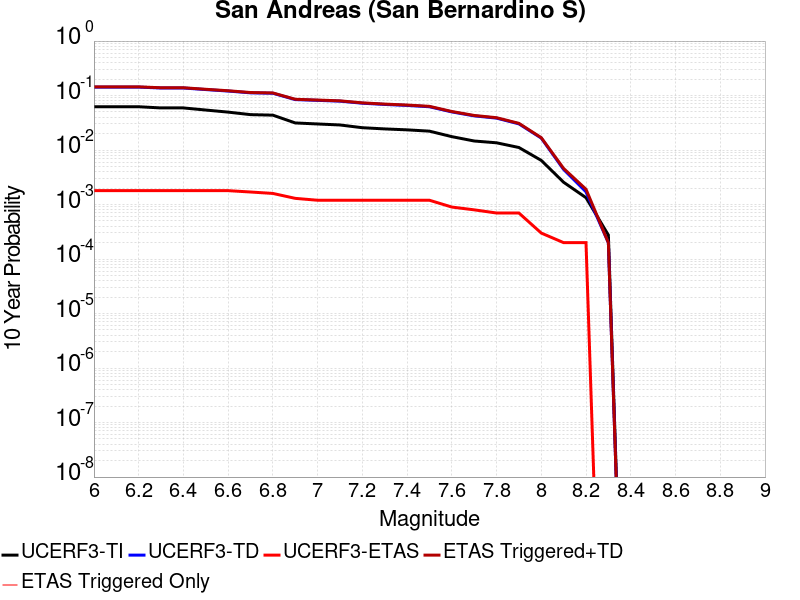 San Andreas (San Bernardino S)
10^0
10^-1
10^-2
10^-3
10^-4
10^-5
10^-6
10^-7
10^-8
10 Year Probability
6 6.2 6.4 6.6 6.8 7 7.2 7.4 7.6 7.8 8 8.2 8.4 8.6 8.8 9
Magnitude
UCERF3-TI UCERF3-TD UCERF3-ETAS ETAS Triggered+TD
ETAS Triggered Only